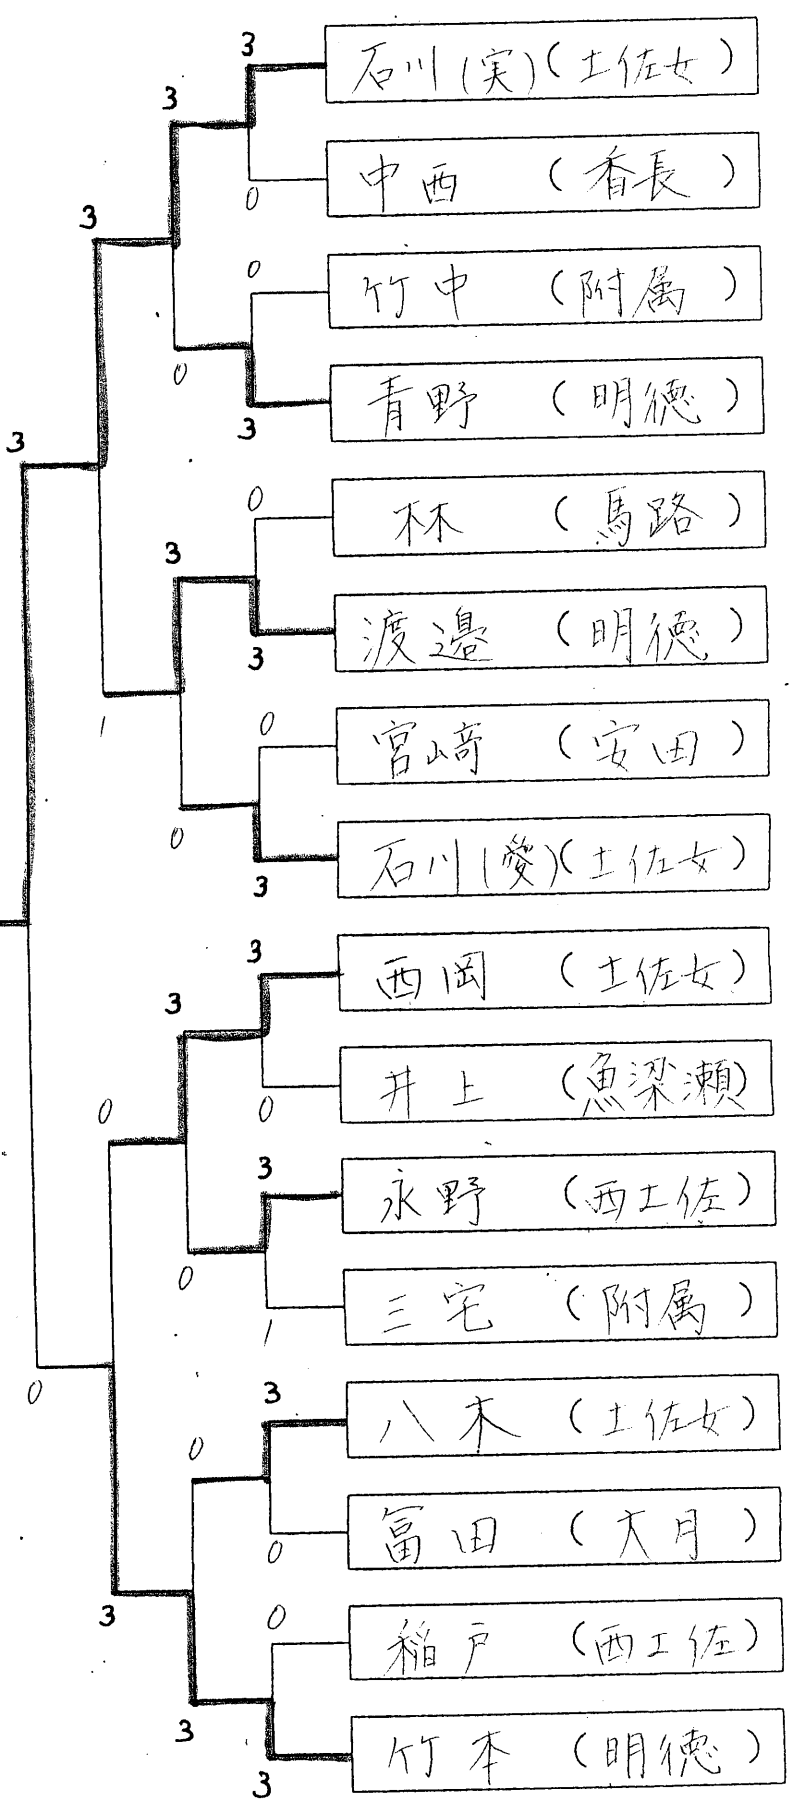 3
石川(実)(土佐女)
3
中西 (香長)
0
3
0
竹中 (附属)
0
青野 (明徳)
3
3
0
林 (馬路)
3
渡邉 (明徳)
3
0
宮崎 (安田)
1
0
石川(愛)(土佐女)
3
3
西岡 (土佐女)
3
井上 (魚梁瀬)
0
0
3
永野 (西土佐)
0
三宅 (附属)
1
0
3
八木 (土佐女)
0
冨田 (大月)
0
3
0
稲戸 (西土佐)
3
竹本 (明徳)
3